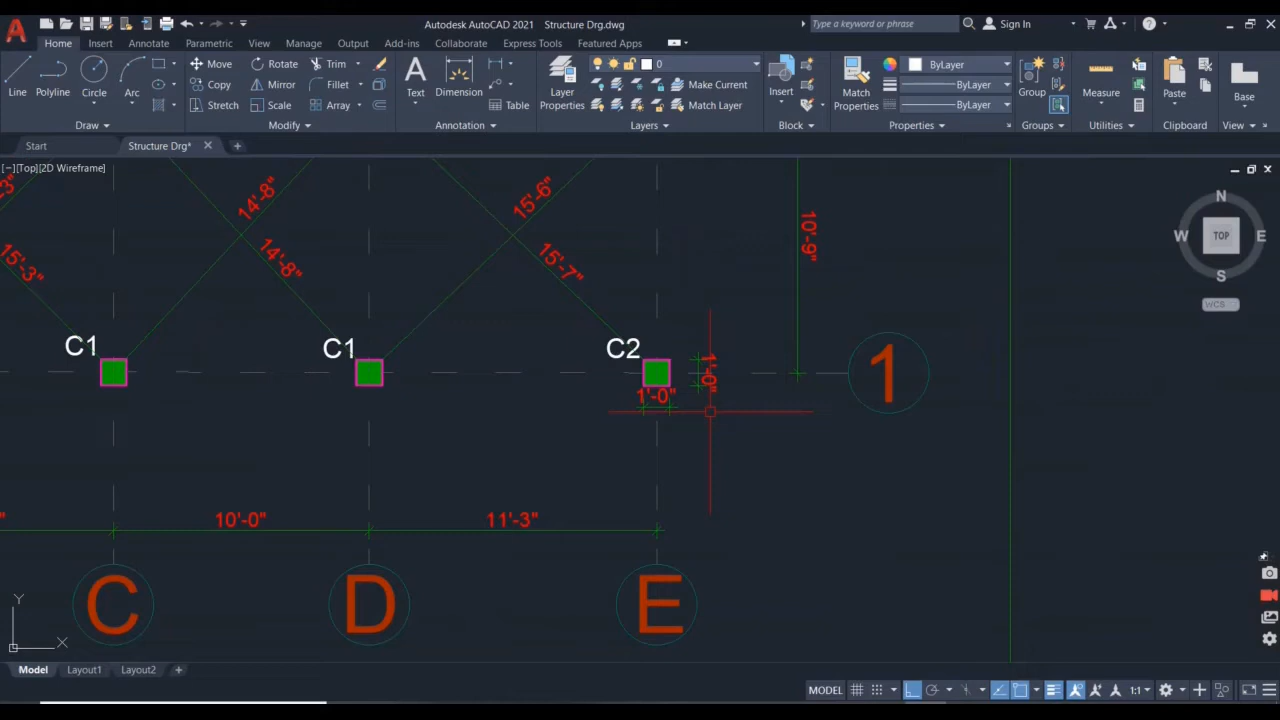 Autodesk AutoCAD 2021 Structure Drg.dwg
Type a keyword or phrase
Sign In
Home Insert Annotate Parametric View Manage Output Add-ins Collaborate Express Tools Featured Apps
Line
Polyline
Circle
Arc
Draw
Move Rotate Trim
Copy Mirror Fillet
Stretch Scale Array
Modify
Text
Dimension
Table
Annotation
Layer Properties
0
Make Current
Match Layer
Layers
Insert
Block
Match Properties
ByLayer
ByLayer
ByLayer
Properties
Group
Groups
Measure
Utilities
Paste
Clipboard
Base
View
Start
Structure Drg*
[−][Top][2D Wireframe]
N
W TOP E
S
WCS
15'-3"
14'-8"
14'-8"
15'-6"
15'-7"
10'-9"
C1
C1
C2
1'-0"
1'-0"
1
10'-0"
11'-3"
C
D
E
Y
X
Model Layout1 Layout2
MODEL
1:1